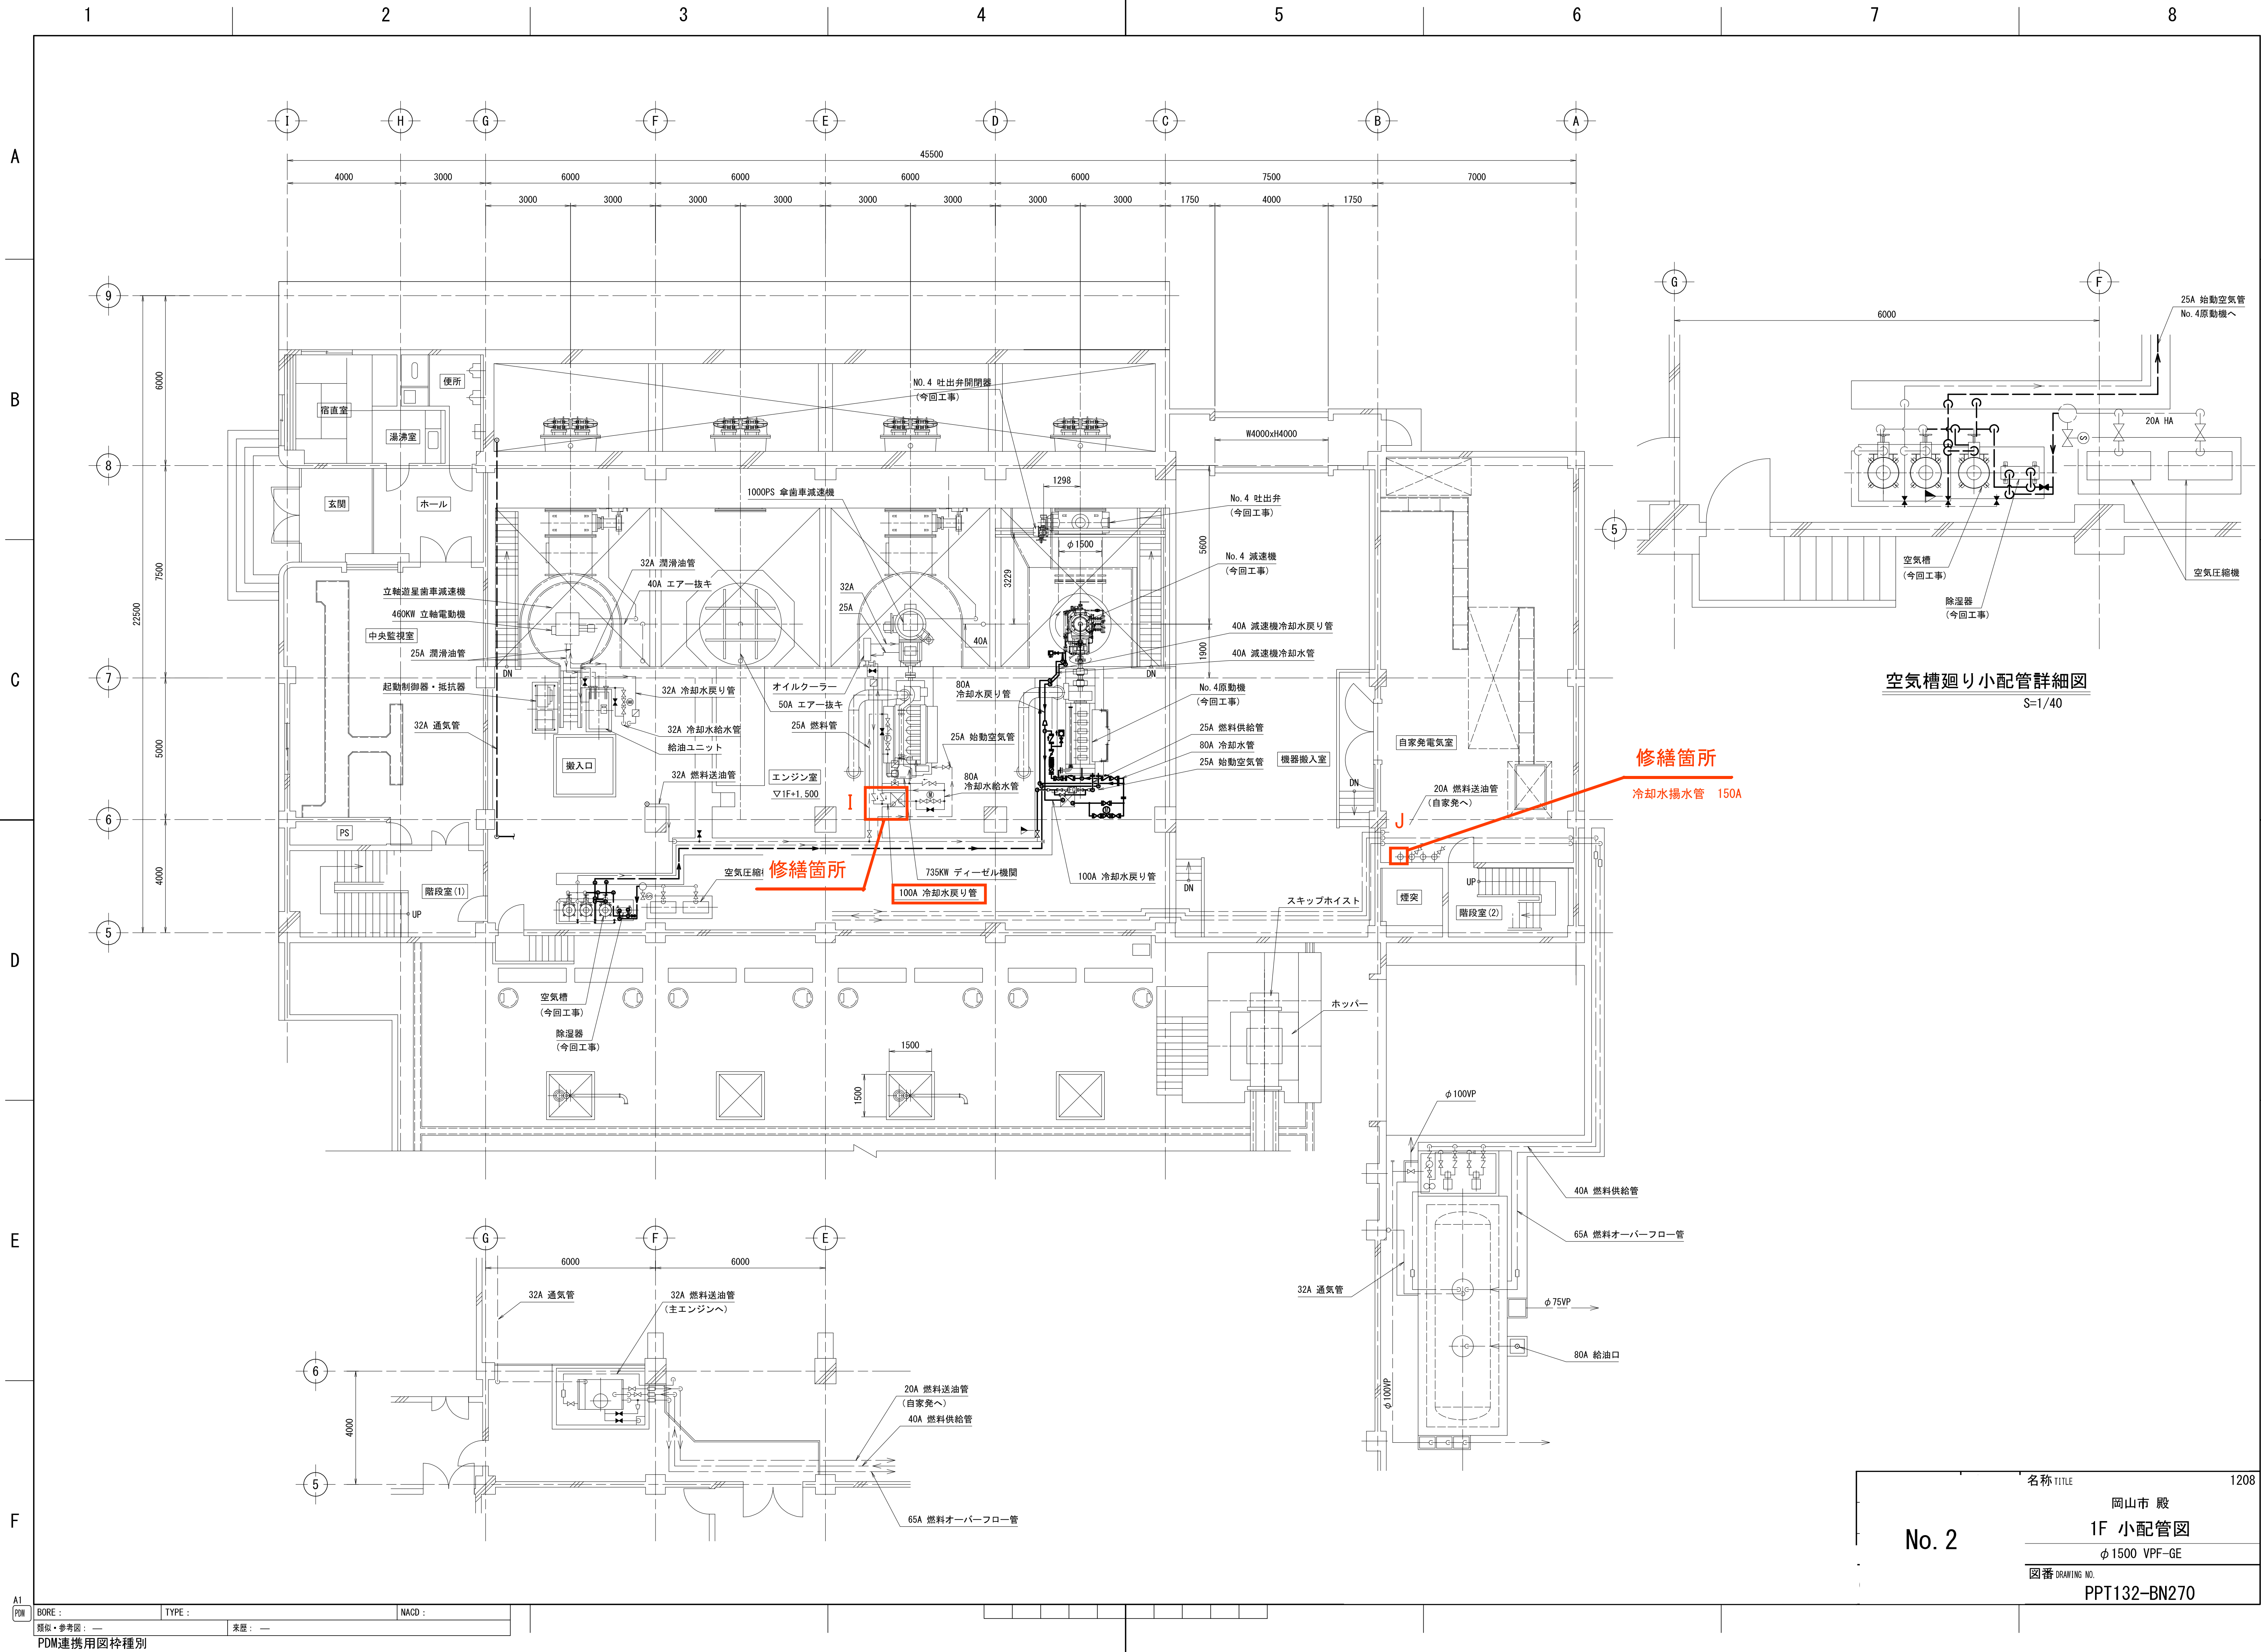 1 2 3 4 5 6 7 8
A
B
C
D
E
F
I H G F E D C B A
45500
4000 3000 6000 6000 6000 6000 7500 7000
3000 3000 3000 3000 3000 3000 3000 3000 1750 4000 1750
9
8
7
6
5
22500
6000
7500
5000
4000
便所
宿直室
湯沸室
玄関
ホール
NO.4 吐出弁開閉器
(今回工事)
W4000xH4000
1298
1000PS 傘歯車減速機
No.4 吐出弁
(今回工事)
φ1500
5600
3229
1900
No.4 減速機
(今回工事)
32A 潤滑油管
40A エアー抜キ
立軸遊星歯車減速機
460KW 立軸電動機
中央監視室
25A 潤滑油管
32A
25A
40A
40A 減速機冷却水戻り管
40A 減速機冷却水管
DN
DN
起動制御器・抵抗器
32A 冷却水戻り管
オイルクーラー
50A エアー抜キ
80A
冷却水戻り管
No.4原動機
(今回工事)
32A 通気管
32A 冷却水給水管
給油ユニット
25A 燃料管
25A 始動空気管
25A 燃料供給管
80A 冷却水管
25A 始動空気管
機器搬入室
自家発電気室
搬入口
32A 燃料送油管
エンジン室
▽1F+1.500
80A
冷却水給水管
DN
I
J
修繕箇所
冷却水揚水管 150A
20A 燃料送油管
(自家発へ)
PS
階段室(1)
UP
空気圧縮
修繕箇所
735KW ディーゼル機関
100A 冷却水戻り管
100A 冷却水戻り管
DN
スキップホイスト
煙突
UP
階段室(2)
空気槽
(今回工事)
除湿器
(今回工事)
ホッパー
1500
1500
φ100VP
40A 燃料供給管
65A 燃料オーバーフロー管
32A 通気管
φ75VP
80A 給油口
φ100VP
G F
6000
25A 始動空気管
No.4原動機へ
20A HA
S
5
空気槽
(今回工事)
除湿器
(今回工事)
空気圧縮機
空気槽廻り小配管詳細図
S=1/40
G F E
6000 6000
32A 通気管
32A 燃料送油管
(主エンジンへ)
6
4000
5
20A 燃料送油管
(自家発へ)
40A 燃料供給管
65A 燃料オーバーフロー管
No.2
名称 TITLE 1208
岡山市 殿
1F 小配管図
φ1500 VPF-GE
図番 DRAWING NO.
PPT132-BN270
A1
PDM
BORE : TYPE : NACD :
類似・参考図 : — 来歴 : —
PDM連携用図枠種別